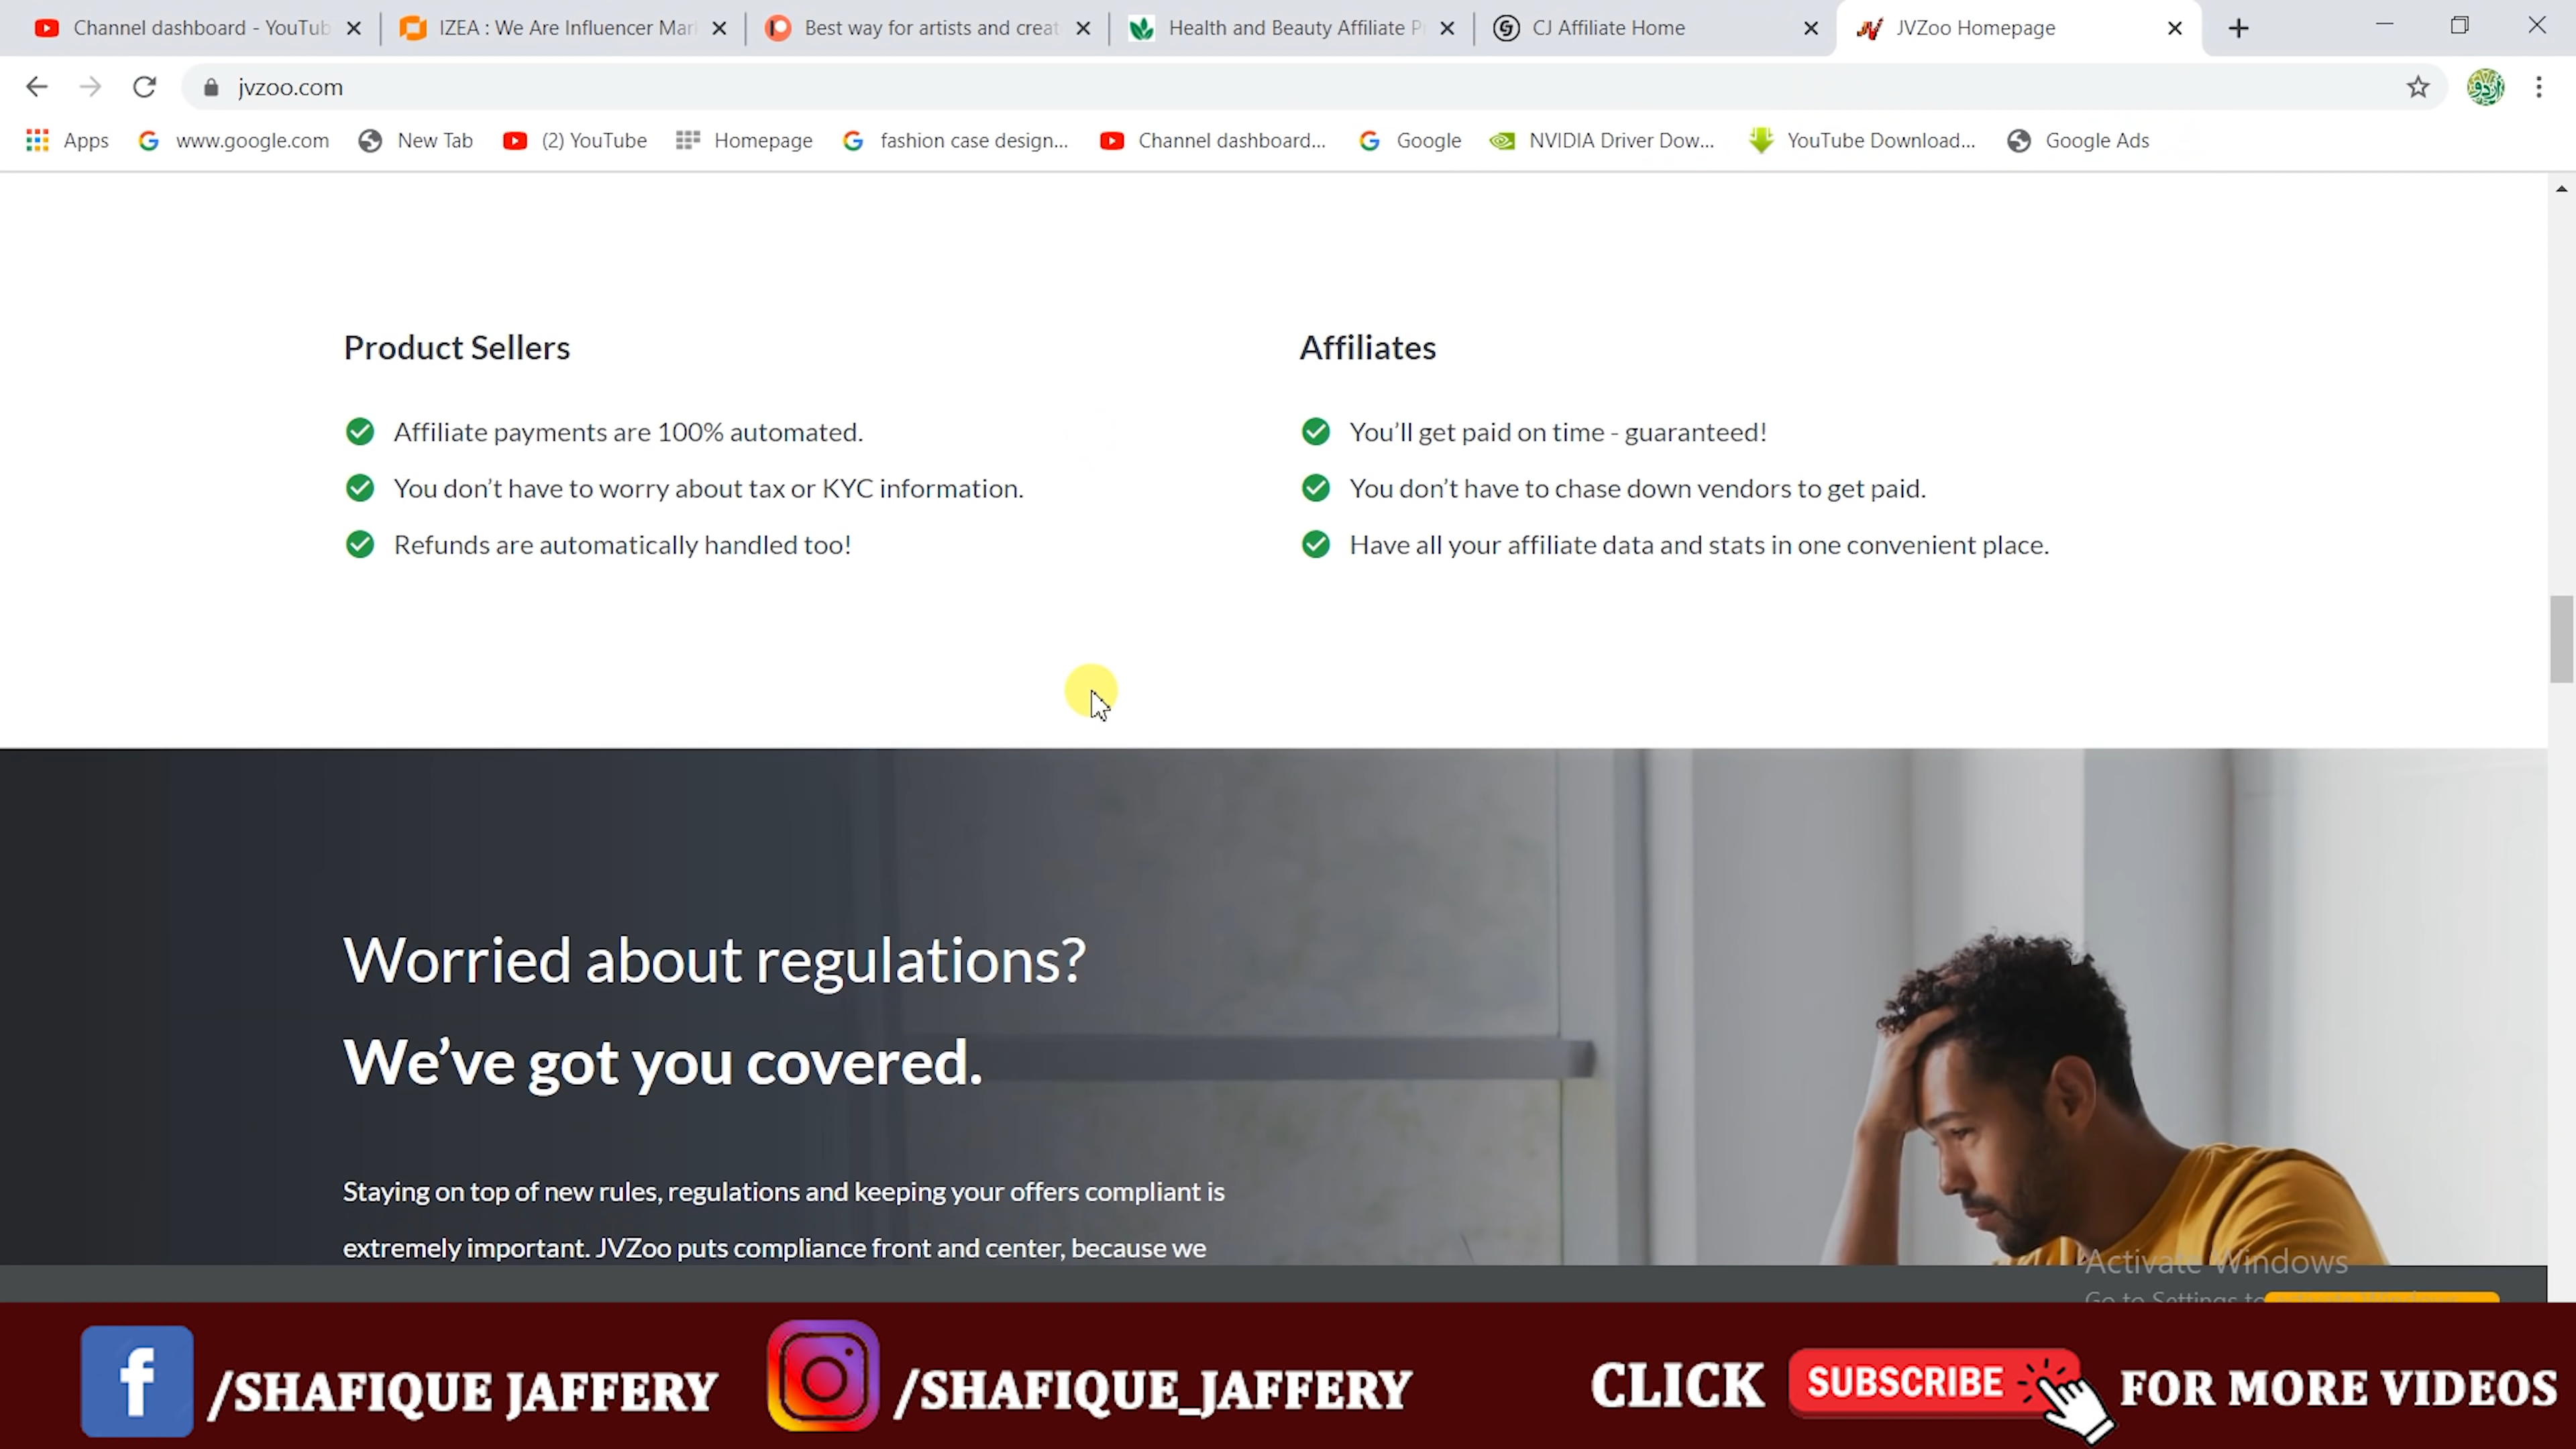 Channel dashboard - YouTub
IZEA : We Are Influencer Mar
Best way for artists and creat
Health and Beauty Affiliate P
CJ Affiliate Home
JVZoo Homepage
jvzoo.com
Apps
www.google.com
New Tab
(2) YouTube
Homepage
fashion case design...
Channel dashboard...
Google
NVIDIA Driver Dow...
YouTube Download...
Google Ads
Product Sellers
Affiliate payments are 100% automated.
You don’t have to worry about tax or KYC information.
Refunds are automatically handled too!
Affiliates
You’ll get paid on time - guaranteed!
You don’t have to chase down vendors to get paid.
Have all your affiliate data and stats in one convenient place.
Worried about regulations?
We’ve got you covered.
Staying on top of new rules, regulations and keeping your offers compliant is
extremely important. JVZoo puts compliance front and center, because we
Activate Windows
Go to Settings to
/SHAFIQUE JAFFERY
/SHAFIQUE_JAFFERY
CLICK SUBSCRIBE FOR MORE VIDEOS